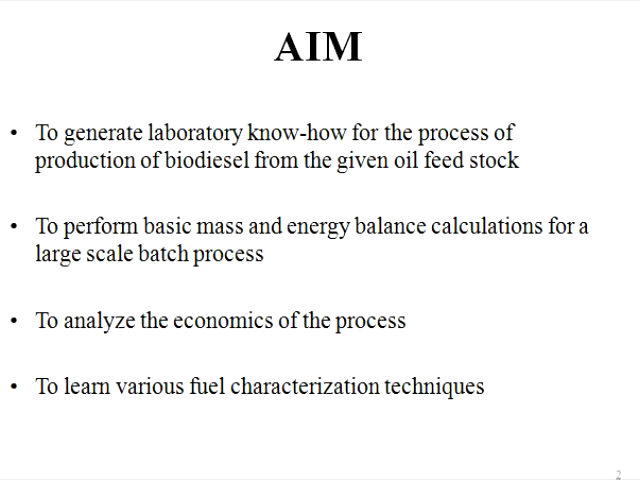 AIM
• To generate laboratory know-how for the process of
production of biodiesel from the given oil feed stock
• To perform basic mass and energy balance calculations for a
large scale batch process
• To analyze the economics of the process
• To learn various fuel characterization techniques
2